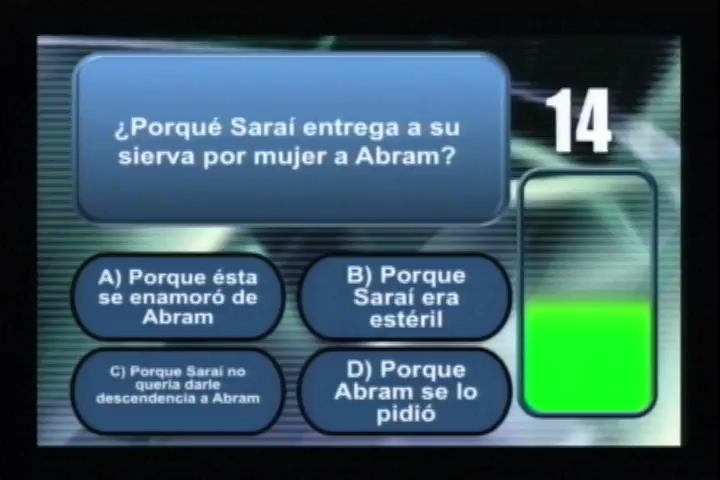 ¿Porqué Saraí entrega a su
sierva por mujer a Abram?
14
A) Porque ésta
se enamoró de
Abram
B) Porque
Saraí era
estéril
C) Porque Saraí no
quería darle
descendencia a Abram
D) Porque
Abram se lo
pidió